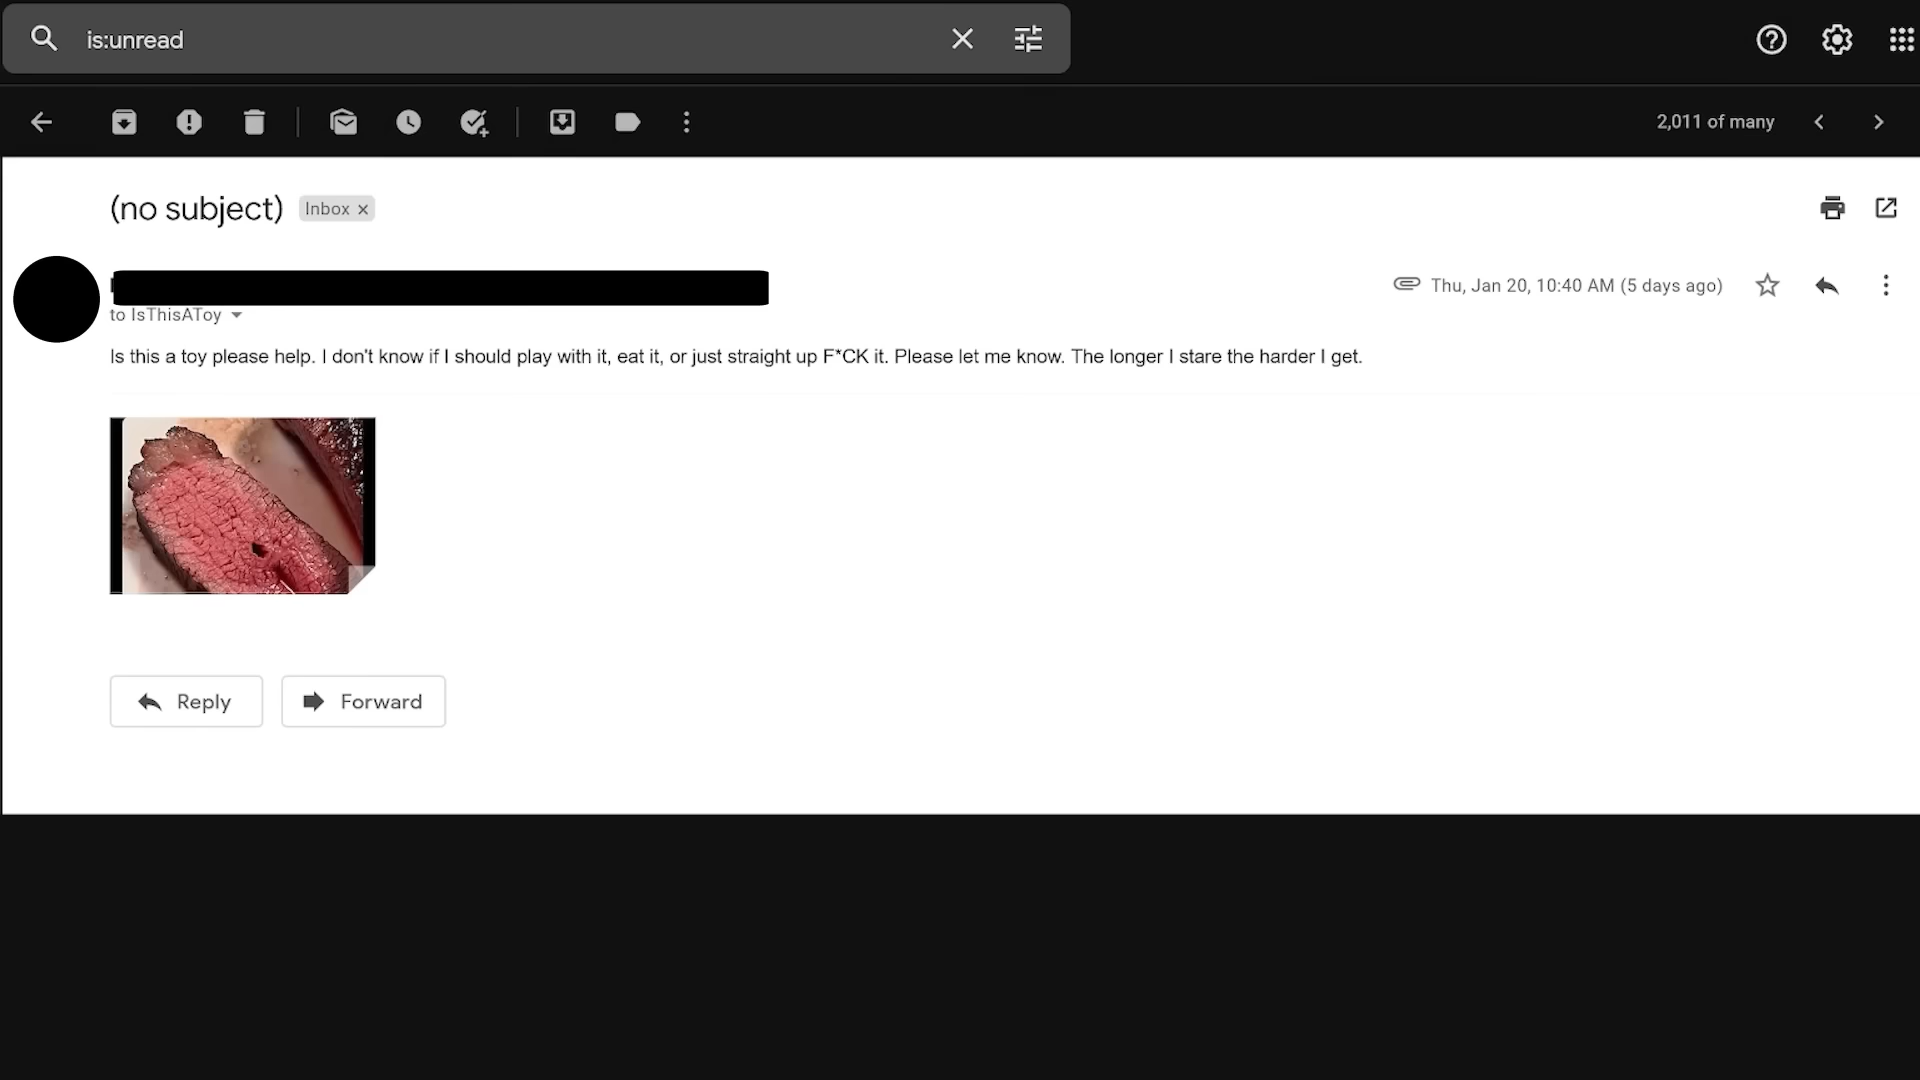 is:unread
2,011 of many
(no subject) Inbox x
Thu, Jan 20, 10:40 AM (5 days ago)
to IsThisAToy
Is this a toy please help. I don't know if I should play with it, eat it, or just straight up F*CK it. Please let me know. The longer I stare the harder I get.
Reply Forward